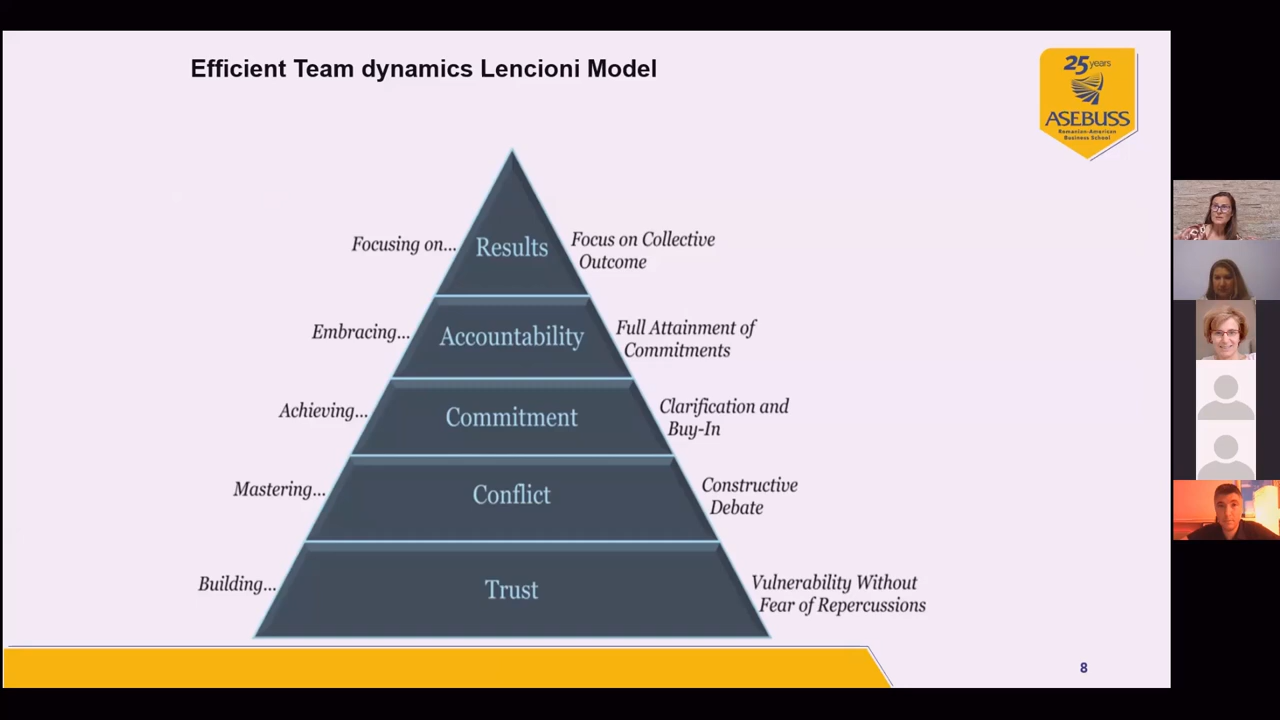 Efficient Team dynamics Lencioni Model
25 years
ASEBUSS
Romanian-American
Business School
Focusing on...
Results
Focus on Collective
Outcome
Embracing...
Accountability
Full Attainment of
Commitments
Achieving...
Commitment
Clarification and
Buy-In
Mastering...
Conflict
Constructive
Debate
Building...
Trust
Vulnerability Without
Fear of Repercussions
8